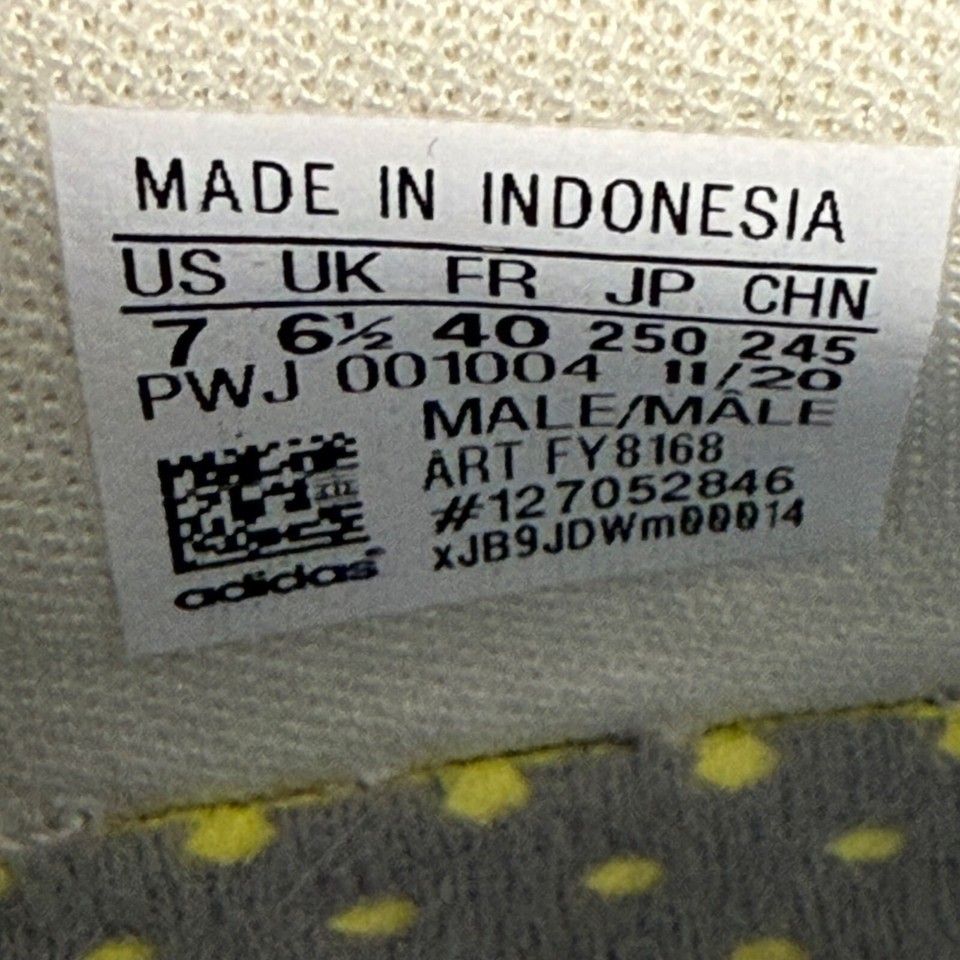 MADE IN INDONESIA
US UK FR JP CHN
7 6½ 40 250 245
PWJ 001004 11/20
MALE/MÂLE
ART FY8168
#127052846
xJB9JDWm00014
adidas